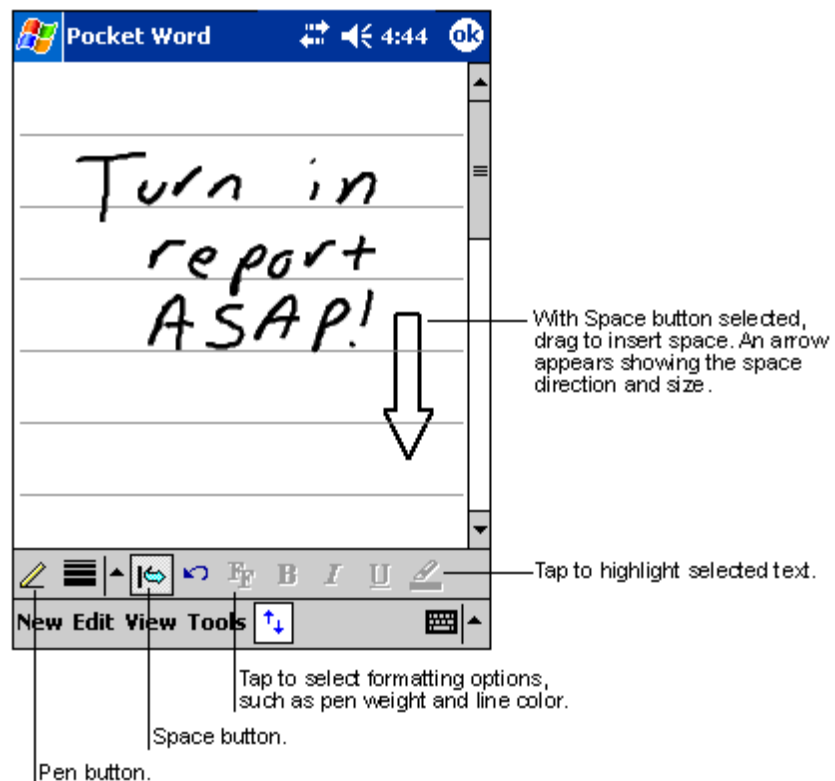 Pocket Word 4:44 ok
Turn in
report
ASAP!
With Space button selected,
drag to insert space. An arrow
appears showing the space
direction and size.
FF B I U
Tap to highlight selected text.
New Edit View Tools
Tap to select formatting options,
such as pen weight and line color.
Space button.
Pen button.